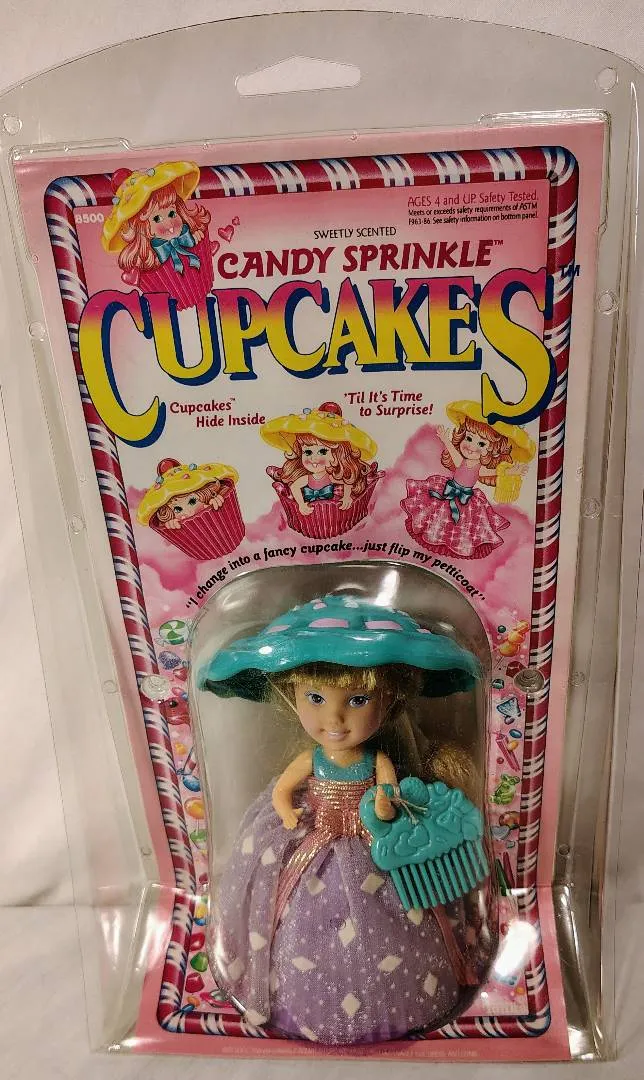 8500
AGES 4 and UP. Safety Tested.
Meets or exceeds safety requirements of ASTM
F963-86. See safety information on bottom panel.
SWEETLY SCENTED
CANDY SPRINKLE™
CUPCAKES™
Cupcakes™
Hide Inside
'Til It's Time
to Surprise!
"I change into a fancy cupcake...just flip my petticoat"